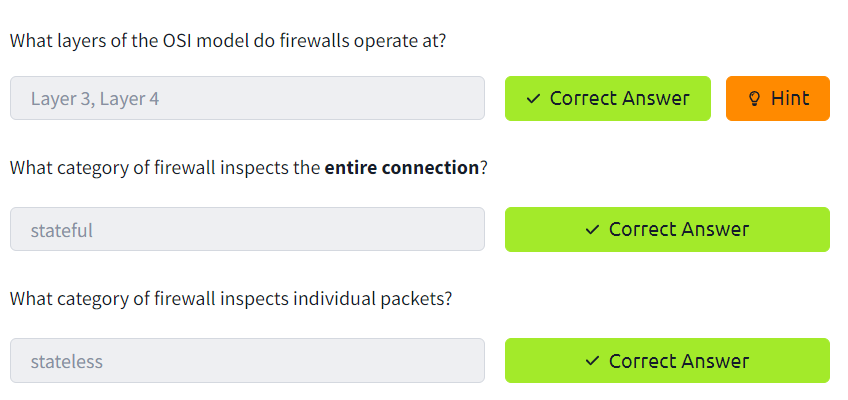 What layers of the OSI model do firewalls operate at?
Layer 3, Layer 4
Correct Answer
Hint
What category of firewall inspects the entire connection?
stateful
Correct Answer
What category of firewall inspects individual packets?
stateless
Correct Answer